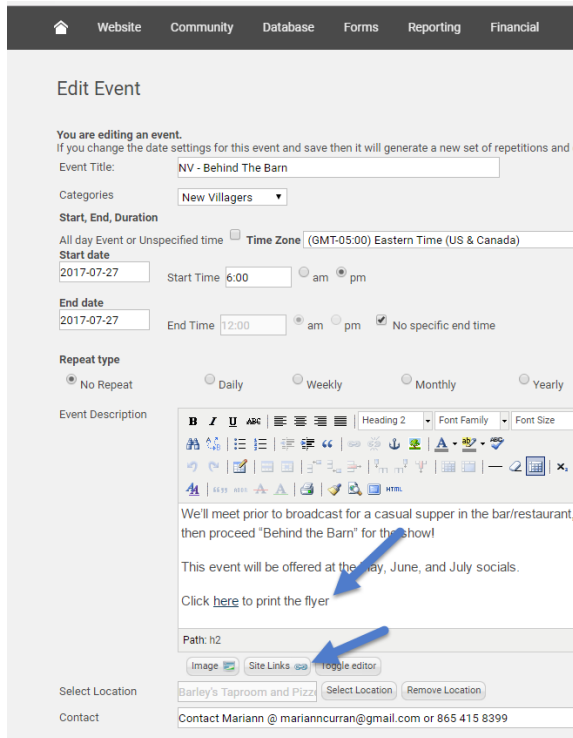 Website Community Database Forms Reporting Financial
Edit Event
You are editing an event.
If you change the date settings for this event and save then it will generate a new set of repetitions and
Event Title: NV - Behind The Barn
Categories New Villagers
Start, End, Duration
All day Event or Unspecified time Time Zone (GMT-05:00) Eastern Time (US & Canada)
Start date
2017-07-27 Start Time 6:00 am pm
End date
2017-07-27 End Time 12:00 am pm No specific end time
Repeat type
No Repeat Daily Weekly Monthly Yearly
Event Description
B I U ABC Heading 2 Font Family Font Size
HTML
We'll meet prior to broadcast for a casual supper in the bar/restaurant,
then proceed "Behind the Barn" for the show!
This event will be offered at the May, June, and July socials.
Click here to print the flyer
Path: h2
Image Site Links Toggle editor
Select Location Barley's Taproom and Pizz Select Location Remove Location
Contact Contact Mariann @ marianncurran@gmail.com or 865 415 8399